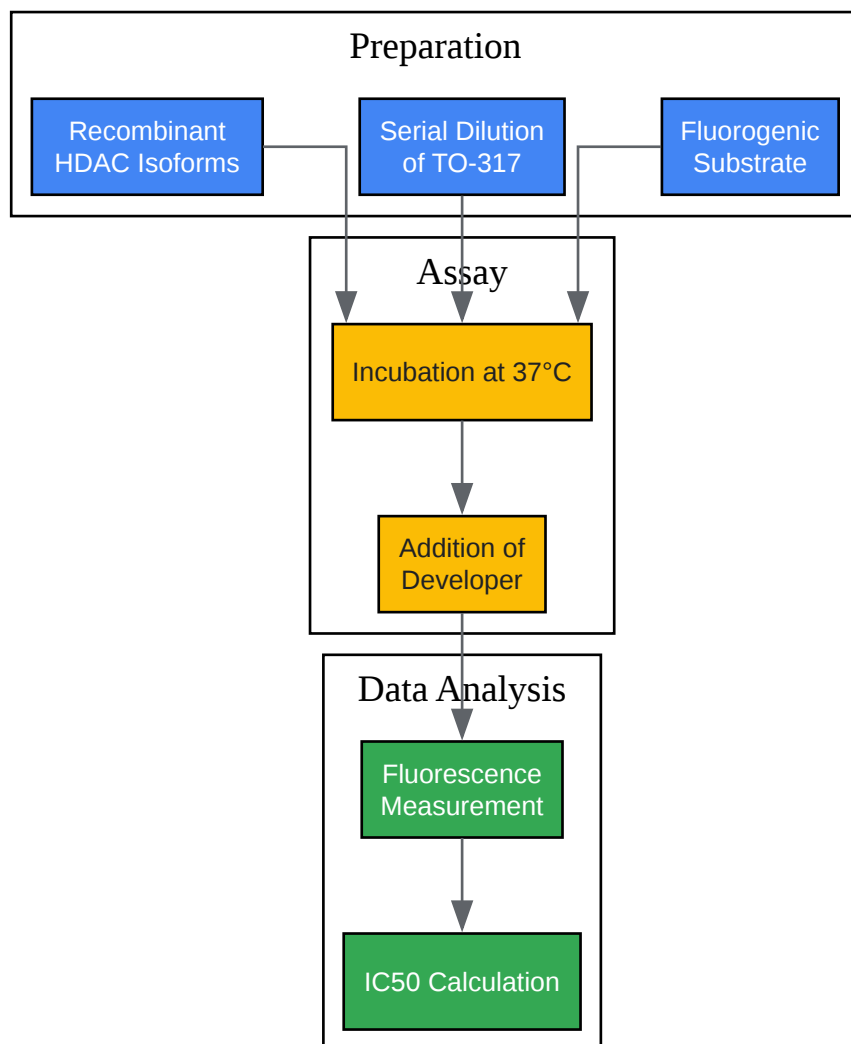 Preparation
Recombinant
HDAC Isoforms
Serial Dilution
of TO-317
Fluorogenic
Substrate
Assay
Incubation at 37°C
Addition of
Developer
Data Analysis
Fluorescence
Measurement
IC50 Calculation